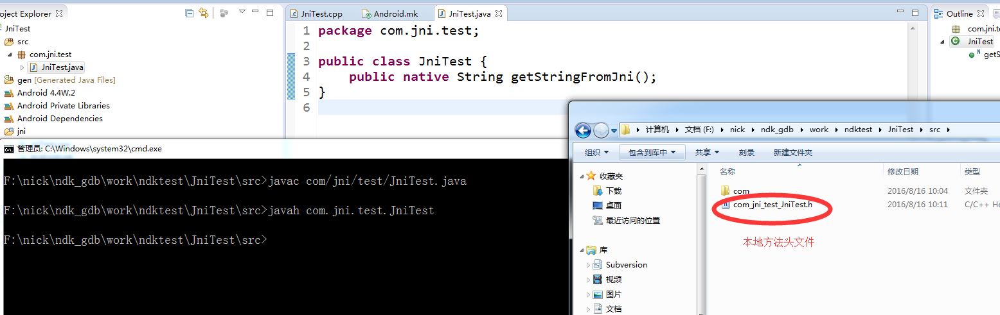 oject Explorer
JniTest
src
com.jni.test
JniTest.java
gen [Generated Java Files]
Android 4.4W.2
Android Private Libraries
Android Dependencies
jni
JniTest.cpp
Android.mk
JniTest.java
1 package com.jni.test;
2
3 public class JniTest {
4 public native String getStringFromJni();
5 }
6
Outline
com.jni.te
JniTest
getS
管理员: C:\Windows\system32\cmd.exe
F:\nick\ndk_gdb\work\ndktest\JniTest\src>javac com/jni/test/JniTest.java
F:\nick\ndk_gdb\work\ndktest\JniTest\src>javah com.jni.test.JniTest
F:\nick\ndk_gdb\work\ndktest\JniTest\src>
计算机 文档 (F:) nick ndk_gdb work ndktest JniTest src
组织 包含到库中 共享 刻录 新建文件夹
收藏夹
下载
桌面
最近访问的位置
库
Subversion
视频
图片
文档
名称 修改日期 类型
com 2016/8/16 10:04 文件夹
com_jni_test_JniTest.h 2016/8/16 10:11 C/C++ He
本地方法头文件